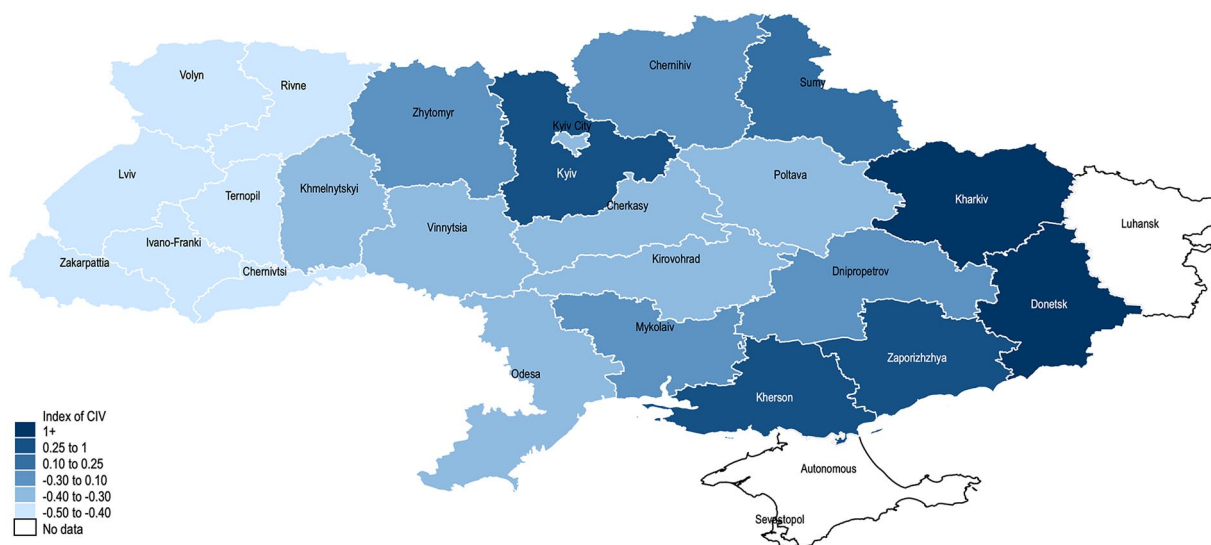 Volyn
Rivne
Chernihiv
Sumy
Zhytomyr
Kyiv City
Lviv
Ternopil
Khmelnytskyi
Kyiv
Poltava
Kharkiv
Luhansk
Cherkasy
Vinnytsia
Ivano-Franki
Zakarpattia
Chernivtsi
Kirovohrad
Dnipropetrov
Donetsk
Mykolaiv
Zaporizhzhya
Odesa
Kherson
Autonomous
Sevastopol
Index of CIV
1+
0.25 to 1
0.10 to 0.25
-0.30 to 0.10
-0.40 to -0.30
-0.50 to -0.40
No data